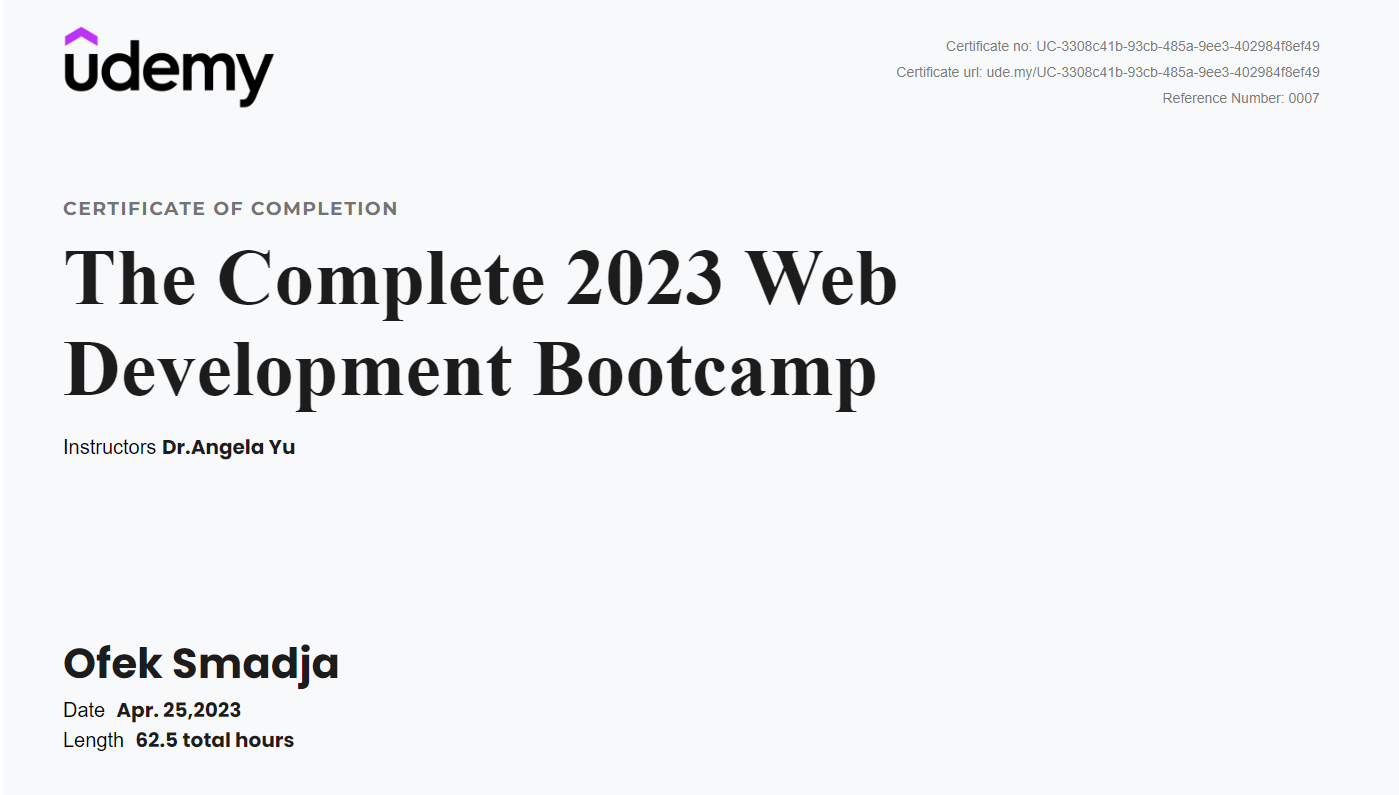 udemy
Certificate no: UC-3308c41b-93cb-485a-9ee3-402984f8ef49
Certificate url: ude.my/UC-3308c41b-93cb-485a-9ee3-402984f8ef49
Reference Number: 0007
CERTIFICATE OF COMPLETION
The Complete 2023 Web
Development Bootcamp
Instructors Dr.Angela Yu
Ofek Smadja
Date Apr. 25,2023
Length 62.5 total hours